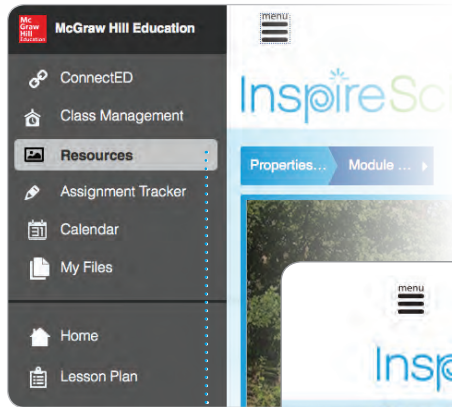 Mc
Graw
Hill
Education
McGraw Hill Education
ConnectED
Class Management
Resources
Assignment Tracker
Calendar
My Files
Home
Lesson Plan
menu
InspireSc
Properties...
Module ...
menu
Insp